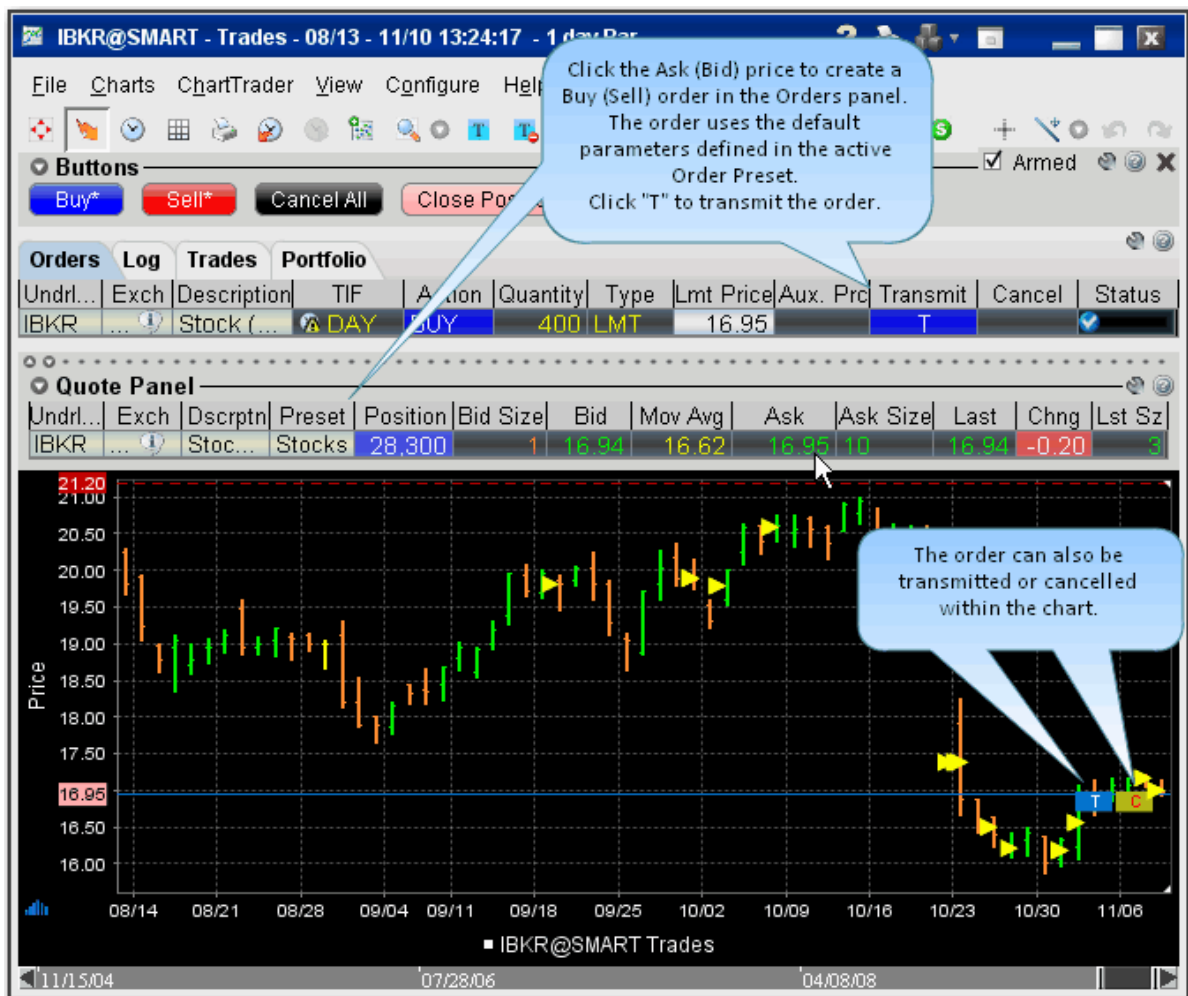 IBKR@SMART - Trades - 08/13 - 11/10 13:24:17 - 1 day Bar
File Charts ChartTrader View Configure Help
Click the Ask (Bid) price to create a
Buy (Sell) order in the Orders panel.
The order uses the default
parameters defined in the active
Order Preset.
Click "T" to transmit the order.
Buttons
Armed
Buy* Sell* Cancel All Close
Orders Log Trades Portfolio
Undrl... Exch Description TIF Action Quantity Type Lmt Price Aux. Prc Transmit Cancel Status
IBKR ... Stock (... DAY BUY 400 LMT 16.95 T
Quote Panel
Undrl... Exch Dscrptn Preset Position Bid Size Bid Mov Avg Ask Ask Size Last Chng Lst Sz
IBKR ... Stoc... Stocks 28,300 1 16.94 16.62 16.95 10 16.94 -0.20 3
21.20
21.00
20.50
20.00
19.50
19.00
18.50
18.00
17.50
16.95
16.50
16.00
Price
The order can also be
transmitted or cancelled
within the chart.
T C
08/14 08/21 08/28 09/04 09/11 09/18 09/25 10/02 10/09 10/16 10/23 10/30 11/06
IBKR@SMART Trades
11/15/04 07/28/06 04/08/08